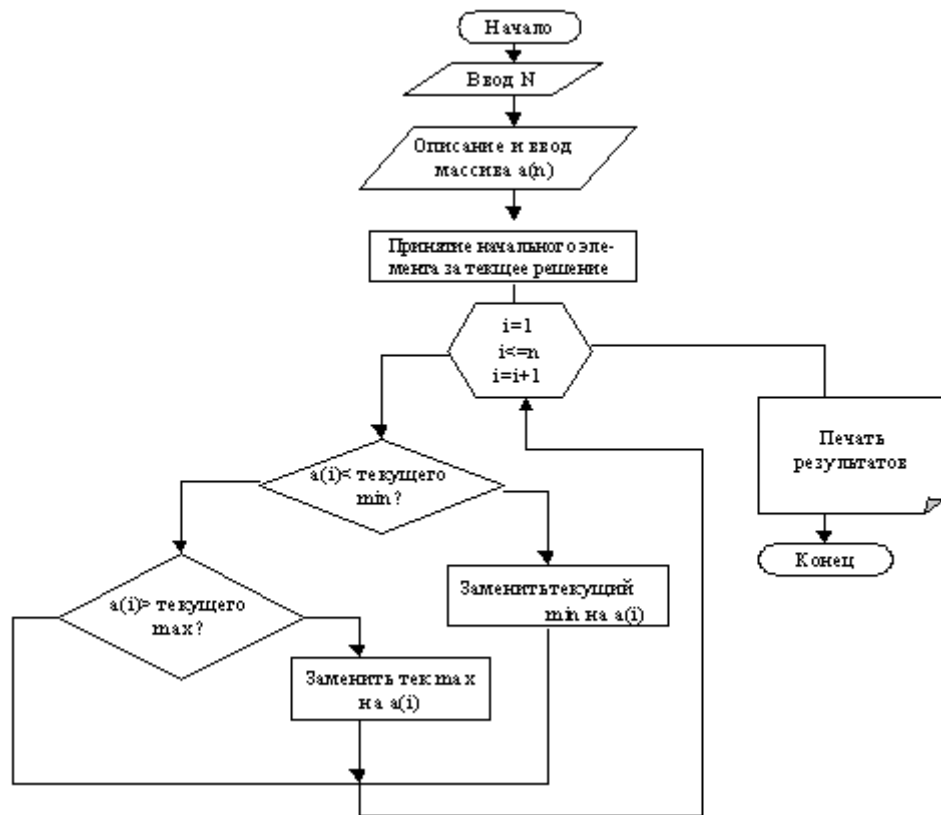 Начало
Ввод N
Описание и ввод
массива a(n)
Принятие начального эле-
мента за текщее решение
i=1
i<=n
i=i+1
Печать
результатов
a(i)< текущего
min?
Конец
Заменить текущий
min на a(i)
a(i)> текущего
max?
Заменить тек max
на a(i)